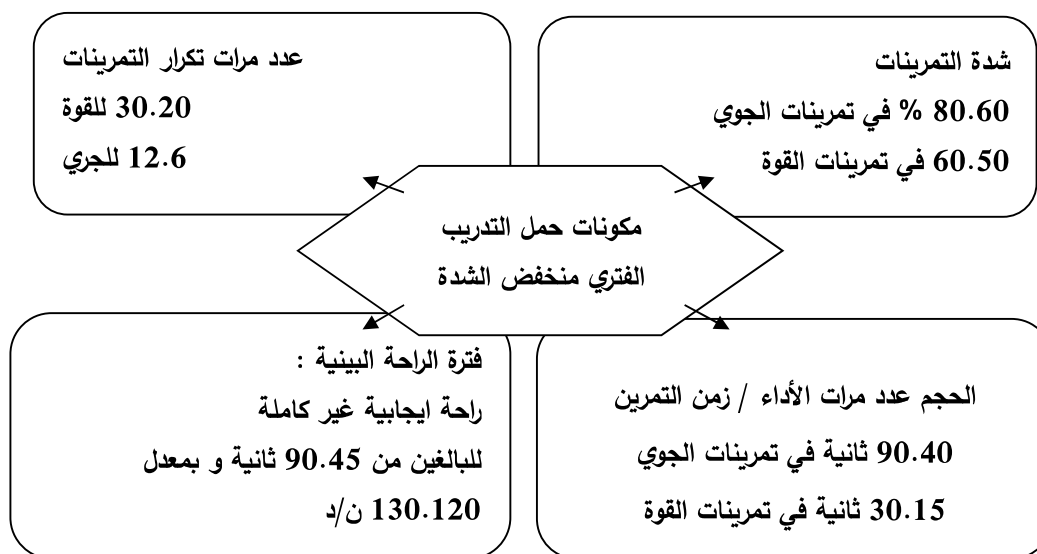 شدة التمرينات
80.60 % في تمرينات الجوي
60.50 في تمرينات القوة
عدد مرات تكرار التمرينات
30.20 للقوة
12.6 للجري
مكونات حمل التدريب
الفتري منخفض الشدة
الحجم عدد مرات الأداء / زمن التمرين
90.40 ثانية في تمرينات الجوي
30.15 ثانية في تمرينات القوة
فترة الراحة البينية :
راحة ايجابية غير كاملة
للبالغين من 90.45 ثانية و بمعدل
130.120 ن/د